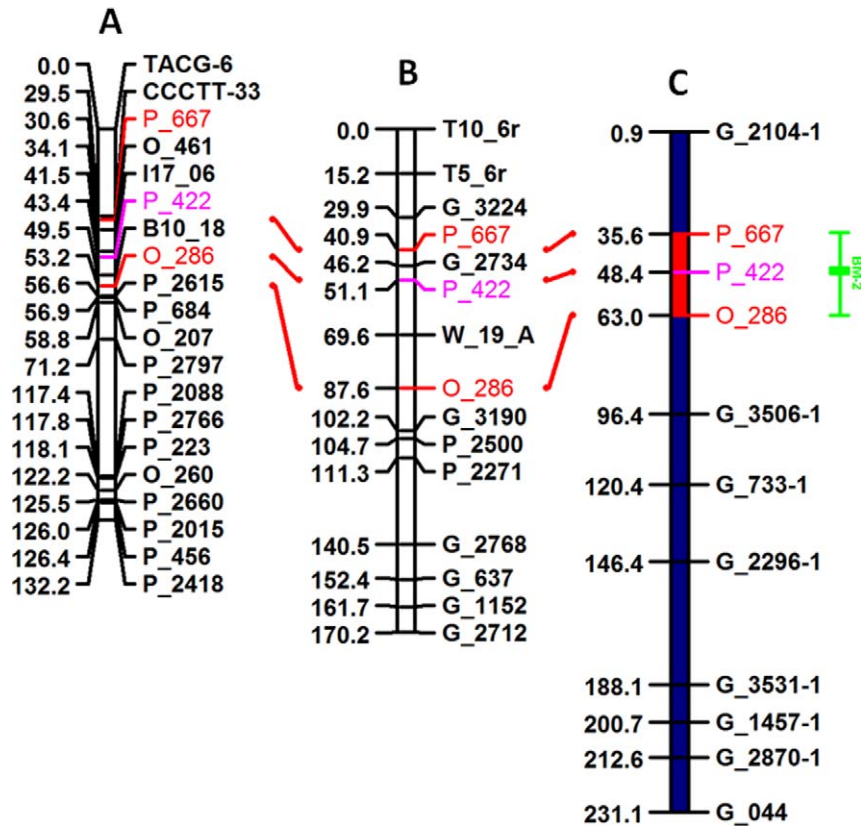 A
0.0 TACG-6
29.5 CCCTT-33
30.6 P_667
34.1 O_461
41.5 I17_06
43.4 P_422
49.5 B10_18
53.2 O_286
56.6 P_2615
56.9 P_684
58.8 O_207
71.2 P_2797
117.4 P_2088
117.8 P_2766
118.1 P_223
122.2 O_260
125.5 P_2660
126.0 P_2015
126.4 P_456
132.2 P_2418
B
0.0 T10_6r
15.2 T5_6r
29.9 G_3224
40.9 P_667
46.2 G_2734
51.1 P_422
69.6 W_19_A
87.6 O_286
102.2 G_3190
104.7 P_2500
111.3 P_2271
140.5 G_2768
152.4 G_637
161.7 G_1152
170.2 G_2712
C
0.9 G_2104-1
35.6 P_667
48.4 P_422
63.0 O_286
96.4 G_3506-1
120.4 G_733-1
146.4 G_2296-1
188.1 G_3531-1
200.7 G_1457-1
212.6 G_2870-1
231.1 G_044